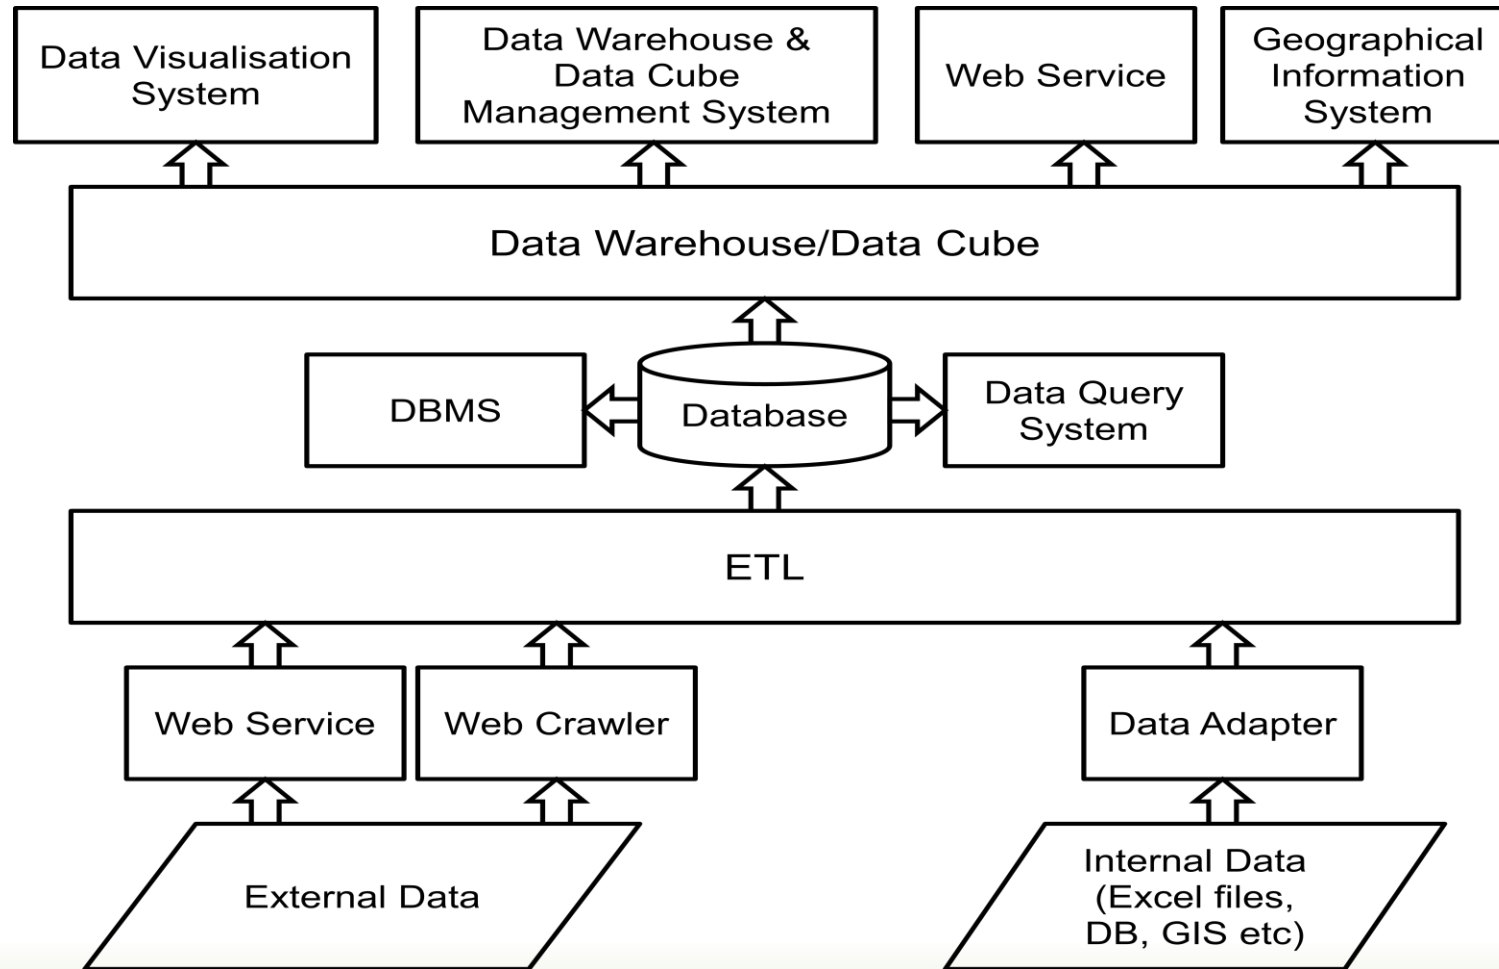 Data Visualisation
System
Data Warehouse &
Data Cube
Management System
Web Service
Geographical
Information
System
Data Warehouse/Data Cube
DBMS
Database
Data Query
System
ETL
Web Service
Web Crawler
Data Adapter
External Data
Internal Data
(Excel files,
DB, GIS etc)